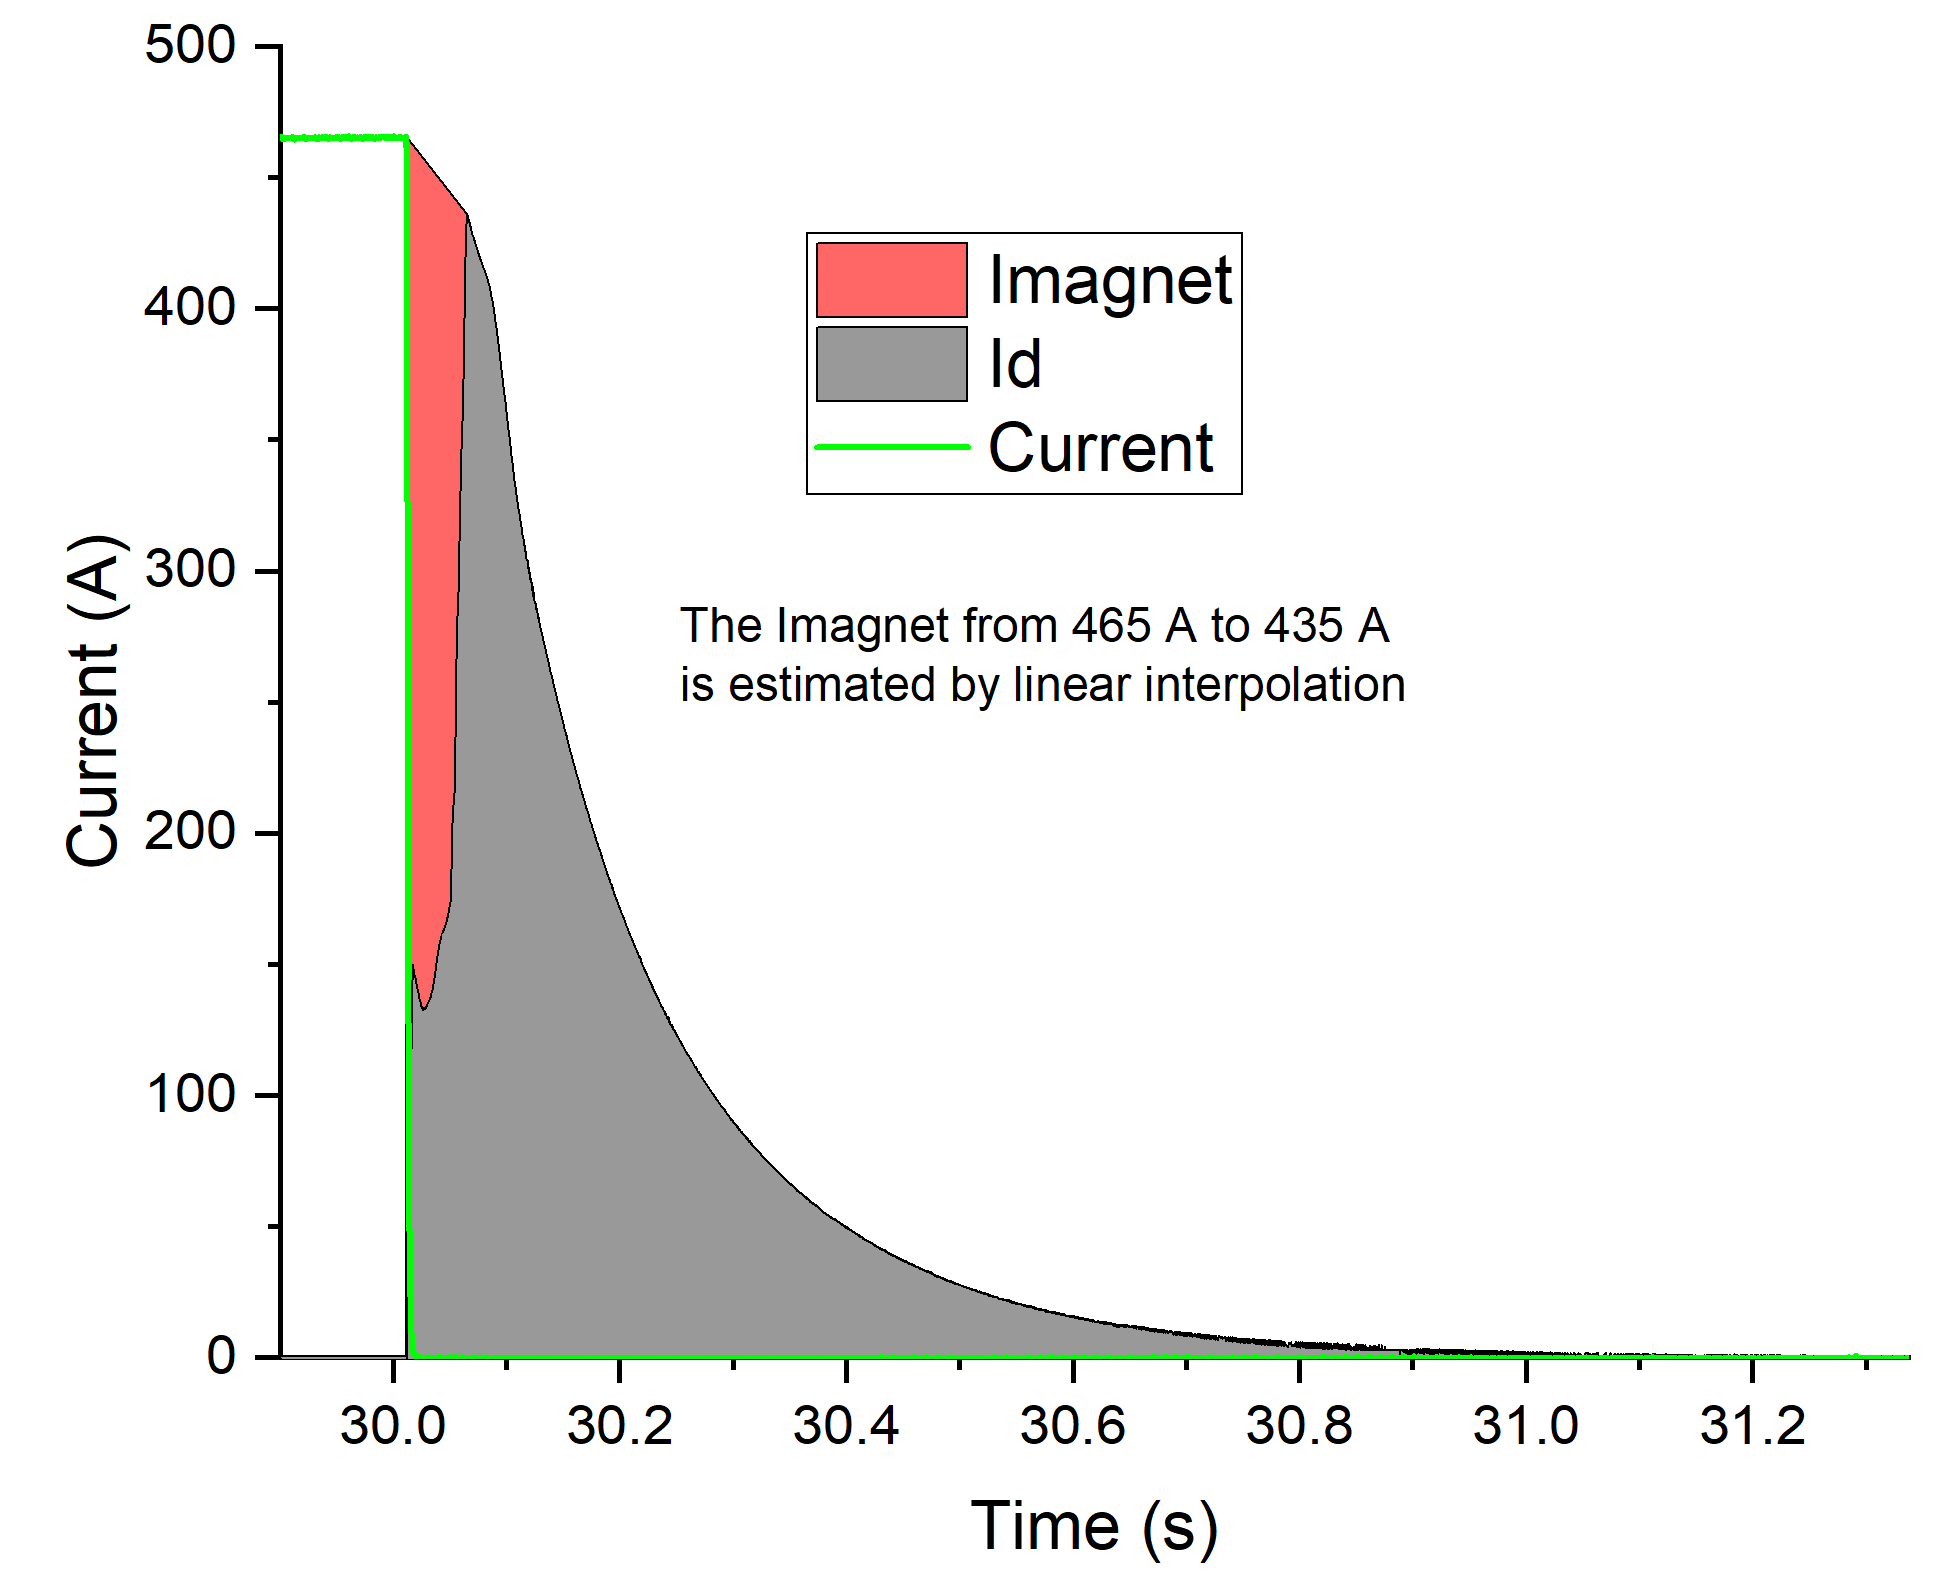 500
400
300
200
100
0
Current (A)
Imagnet
Id
Current
The Imagnet from 465 A to 435 A
is estimated by linear interpolation
30.0 30.2 30.4 30.6 30.8 31.0 31.2
Time (s)